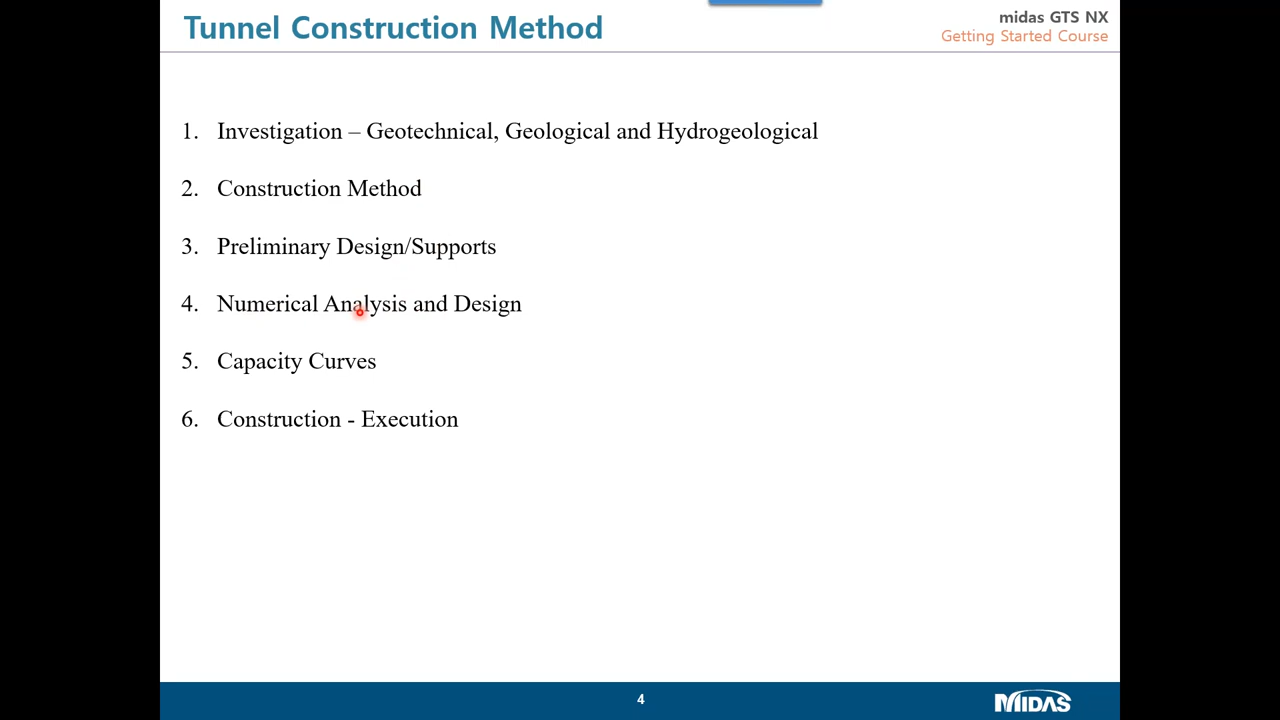 Tunnel Construction Method
midas GTS NX
Getting Started Course
1. Investigation – Geotechnical, Geological and Hydrogeological
2. Construction Method
3. Preliminary Design/Supports
4. Numerical Analysis and Design
5. Capacity Curves
6. Construction - Execution
4
MIDAS